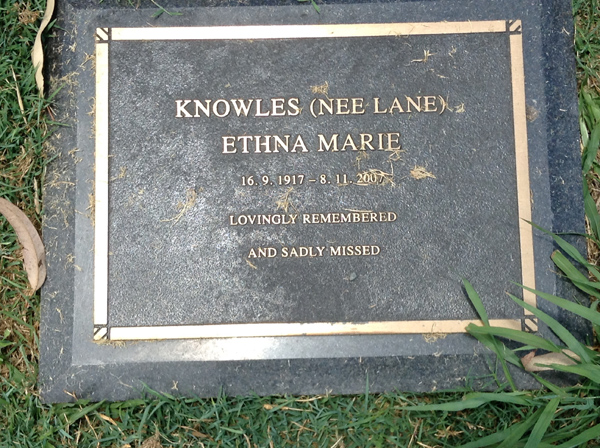 KNOWLES (NEE LANE)
ETHNA MARIE
16. 9. 1917 – 8. 11. 2007
LOVINGLY REMEMBERED
AND SADLY MISSED